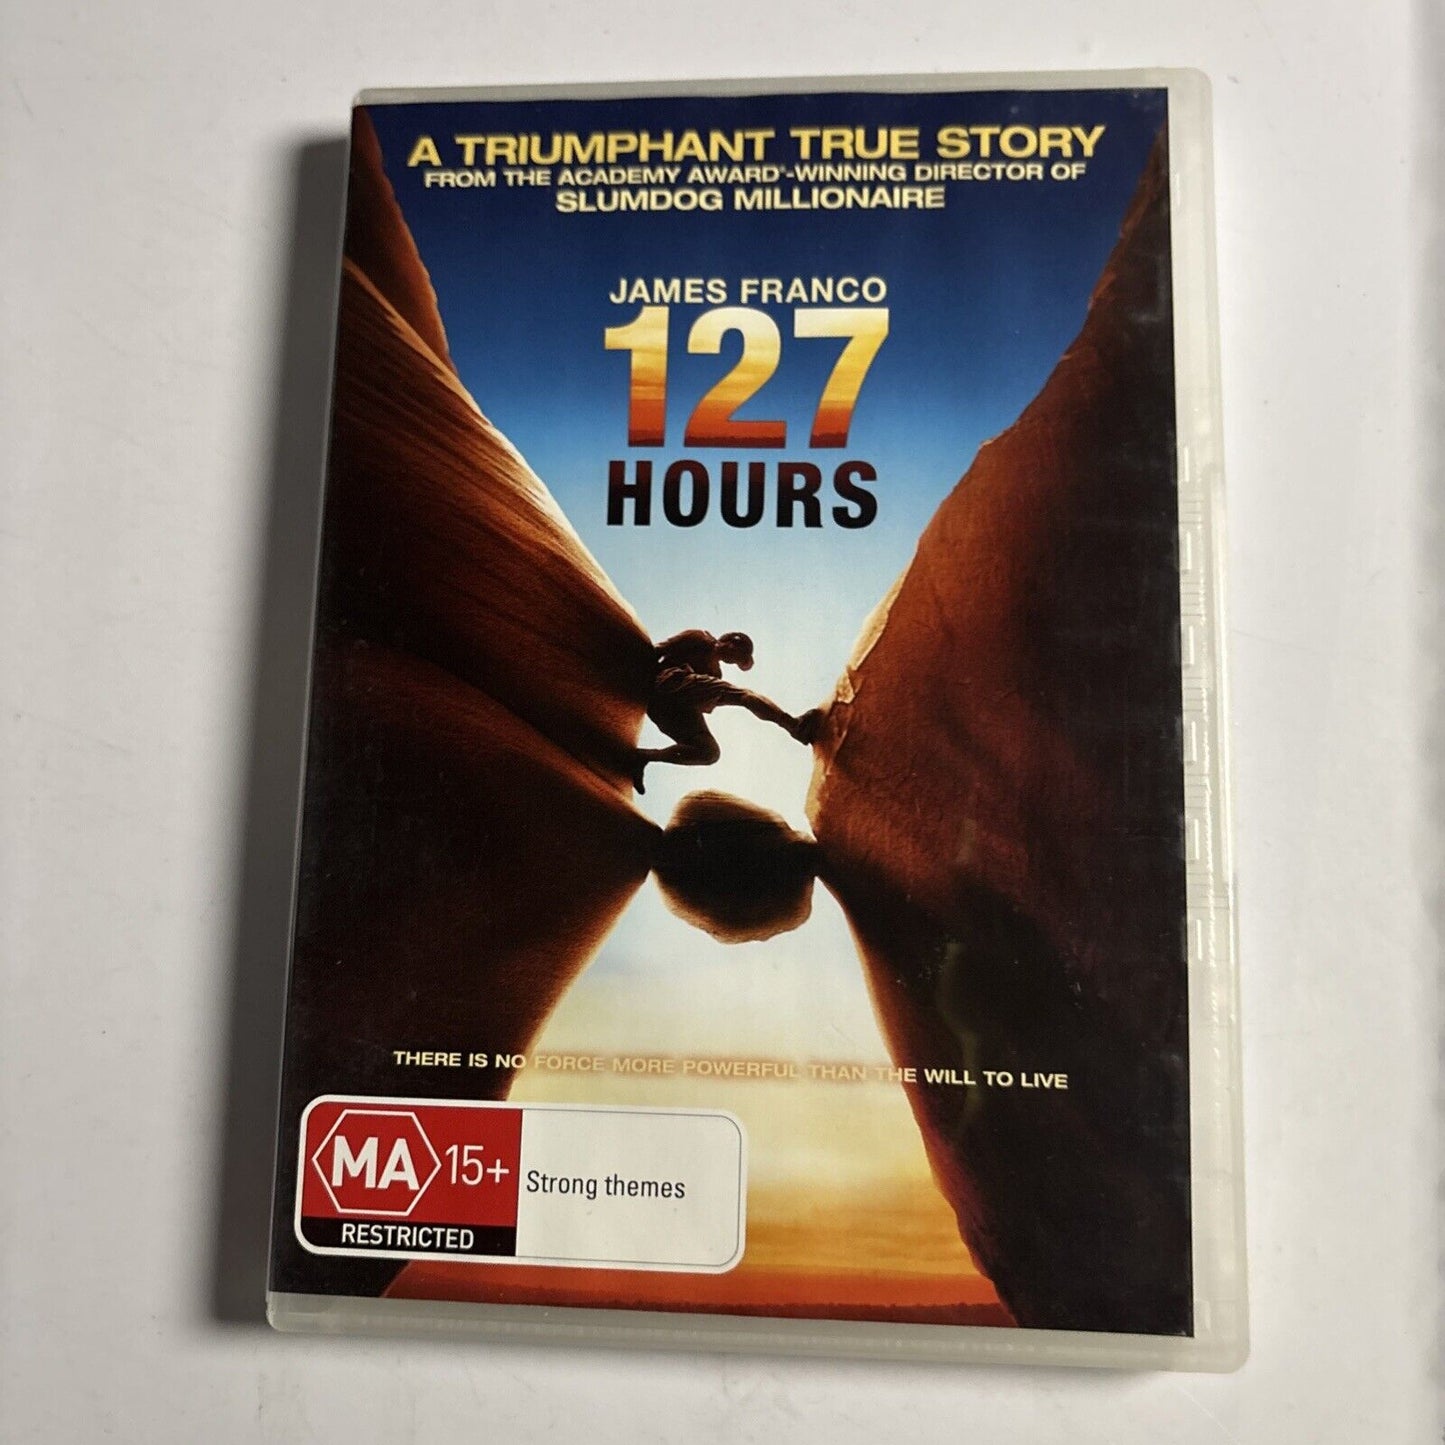 A TRIUMPHANT TRUE STORY
FROM THE ACADEMY AWARD®-WINNING DIRECTOR OF
SLUMDOG MILLIONAIRE
JAMES FRANCO
127
HOURS
THERE IS NO FORCE MORE POWERFUL THAN THE WILL TO LIVE
MA 15+
Strong themes
RESTRICTED